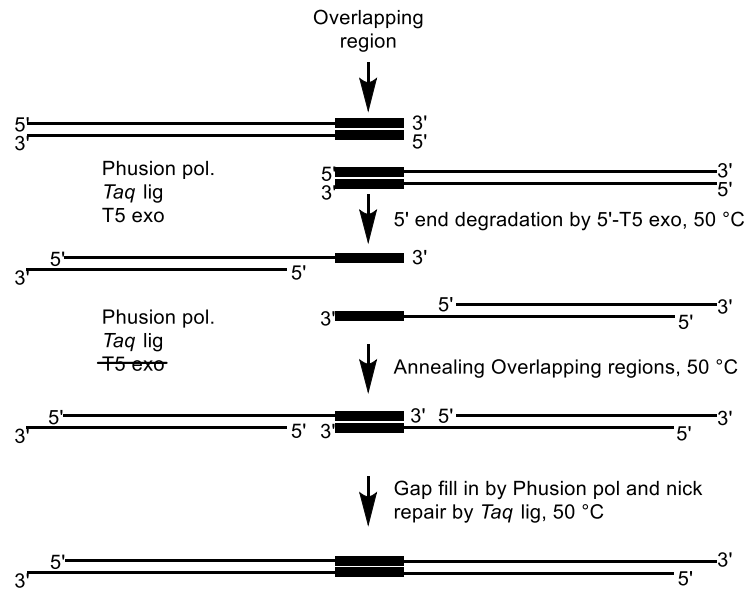 Overlapping
region
5' 3'
3' 5'
Phusion pol.
Taq lig
T5 exo
5' 3'
3' 5'
5' end degradation by 5'-T5 exo, 50 °C
5' 3'
3' 5'
5' 3'
3' 5'
Phusion pol.
Taq lig
T5 exo
Annealing Overlapping regions, 50 °C
5' 3' 5' 3'
3' 5' 3' 5'
Gap fill in by Phusion pol and nick
repair by Taq lig, 50 °C
5' 3'
3' 5'